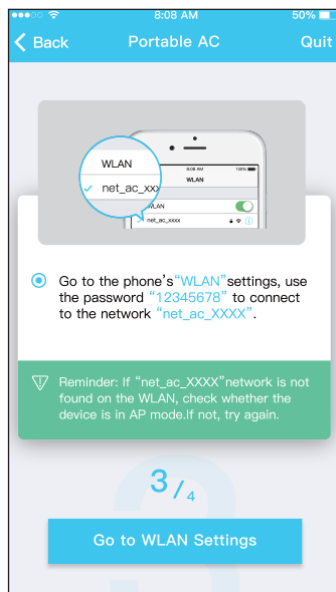 8:08 AM 50%
Back Portable AC Quit
WLAN
net_ac_xxx
8:08 AM 100%
WLAN
WLAN
net_ac_xxxx
Go to the phone's“WLAN”settings, use
the password “12345678” to connect
to the network “net_ac_XXXX”.
Reminder: If “net_ac_XXXX”network is not
found on the WLAN, check whether the
device is in AP mode.If not, try again.
3/4
Go to WLAN Settings